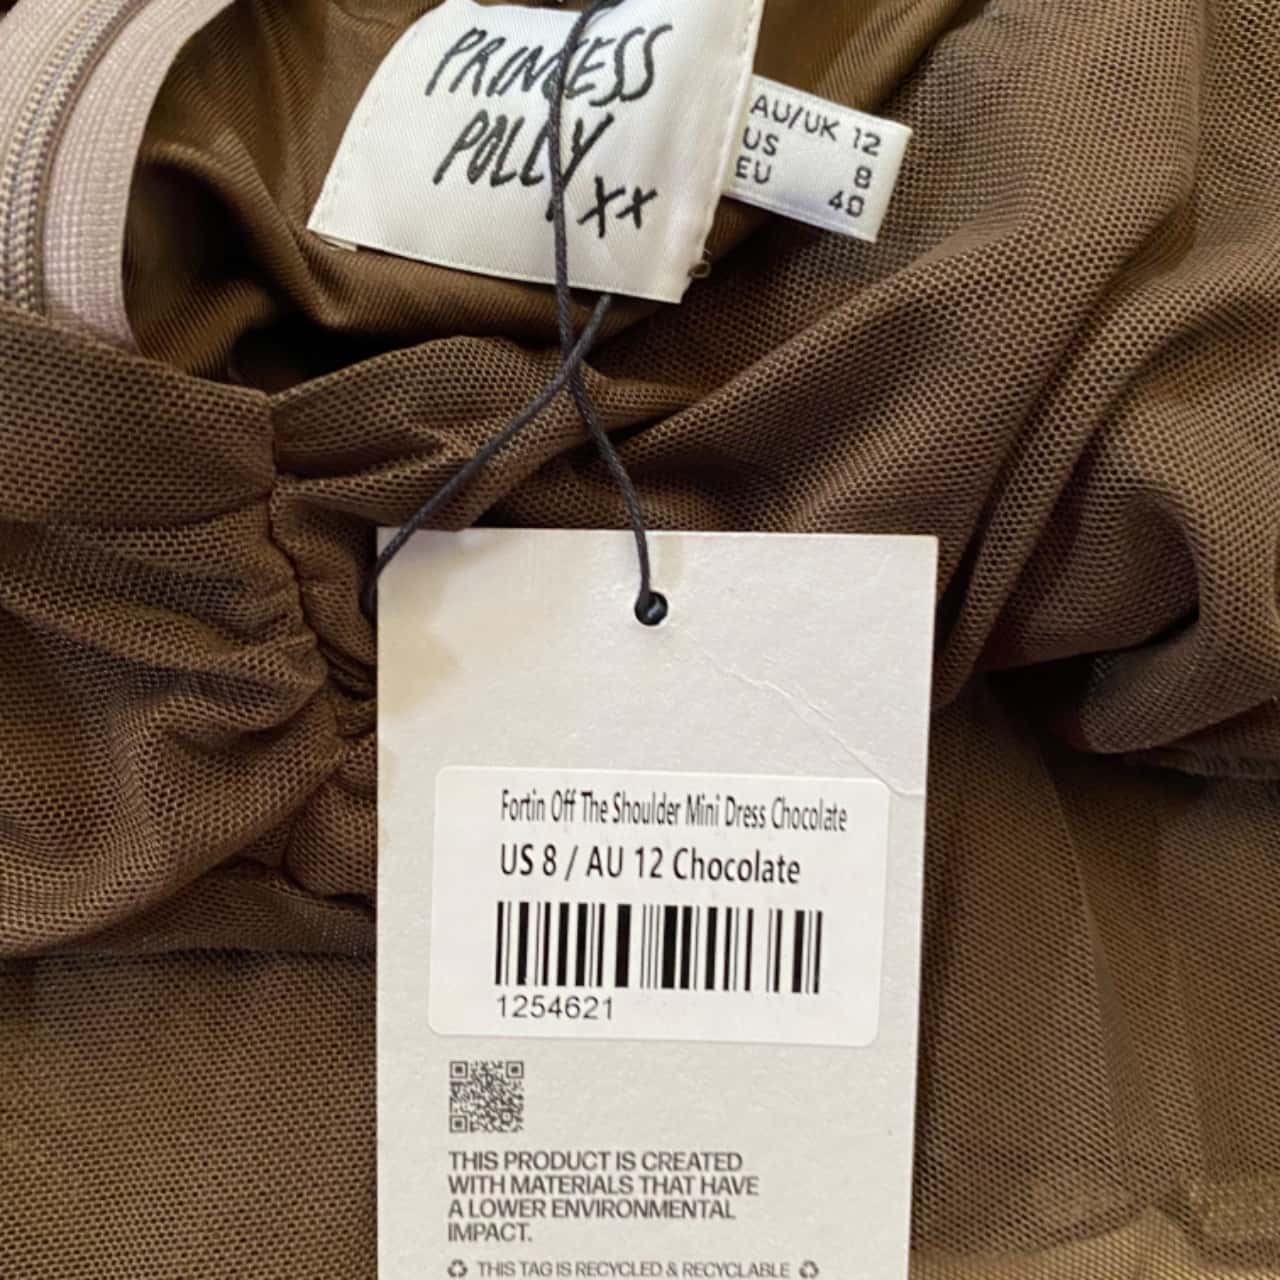 PRINCESS
POLLY
XX
AU/UK 12
US 8
EU 40
Fortin Off The Shoulder Mini Dress Chocolate
US 8 / AU 12 Chocolate
1254621
THIS PRODUCT IS CREATED
WITH MATERIALS THAT HAVE
A LOWER ENVIRONMENTAL
IMPACT.
THIS TAG IS RECYCLED & RECYCLABLE